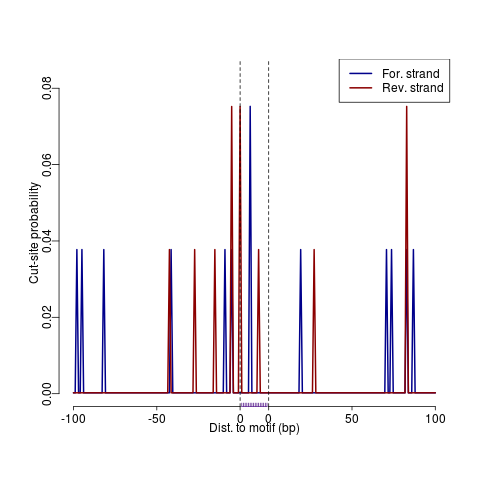 For. strand
Rev. strand
Cut-site probability
0.08
0.06
0.04
0.02
0.00
-100 -50 0 0 50 100
Dist. to motif (bp)